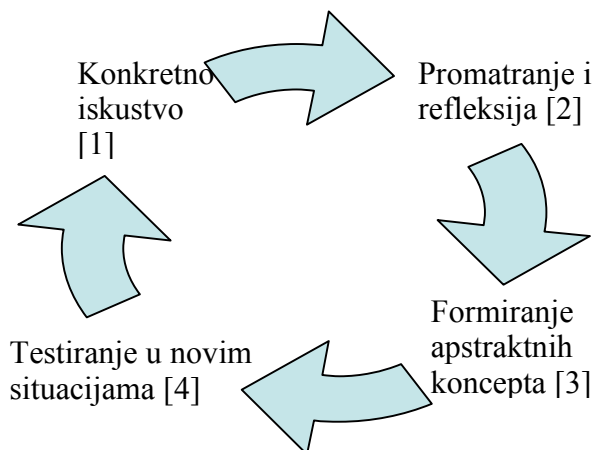 Konkretno
iskustvo
[1]
Promatranje i
refleksija [2]
Formiranje
apstraktnih
koncepta [3]
Testiranje u novim
situacijama [4]